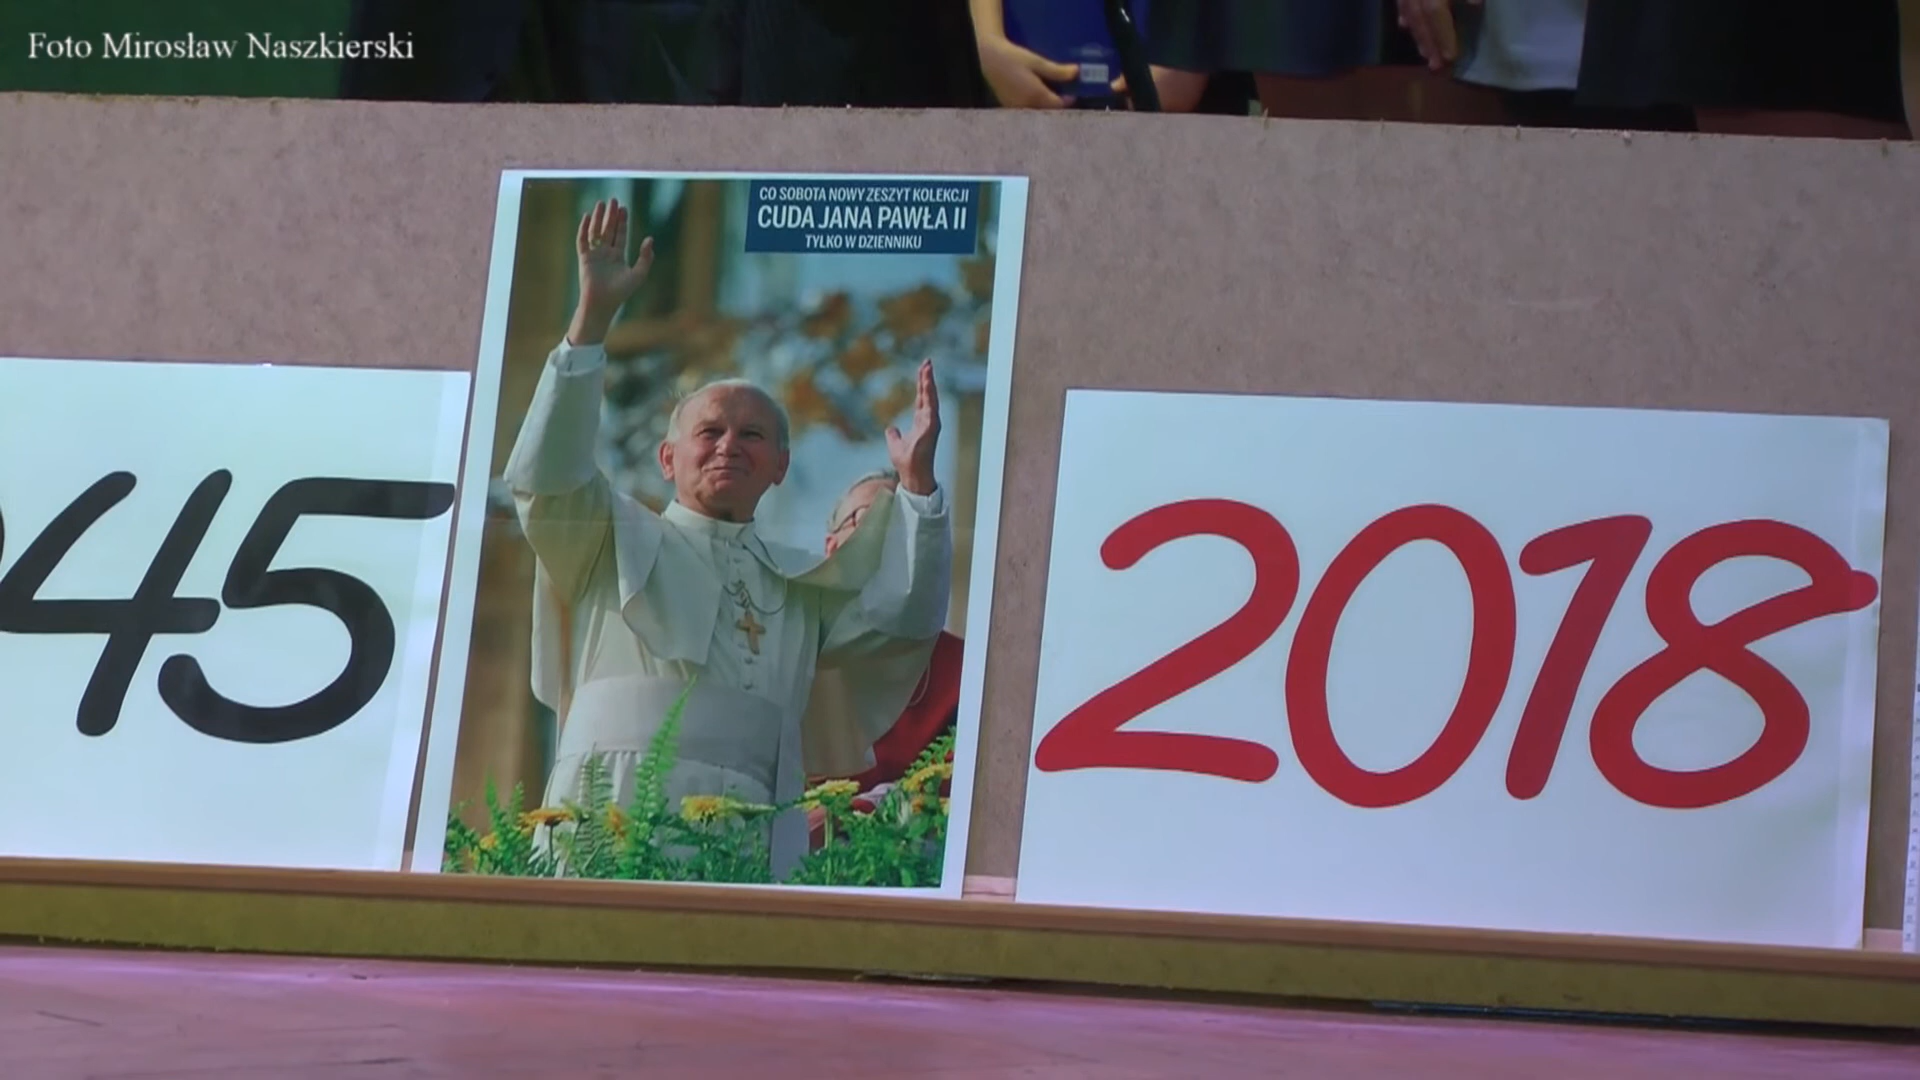 Foto Mirosław Naszkierski
CO SOBOTA NOWY ZESZYT KOLEKCJI
CUDA JANA PAWŁA II
TYLKO W DZIENNIKU
45
2018